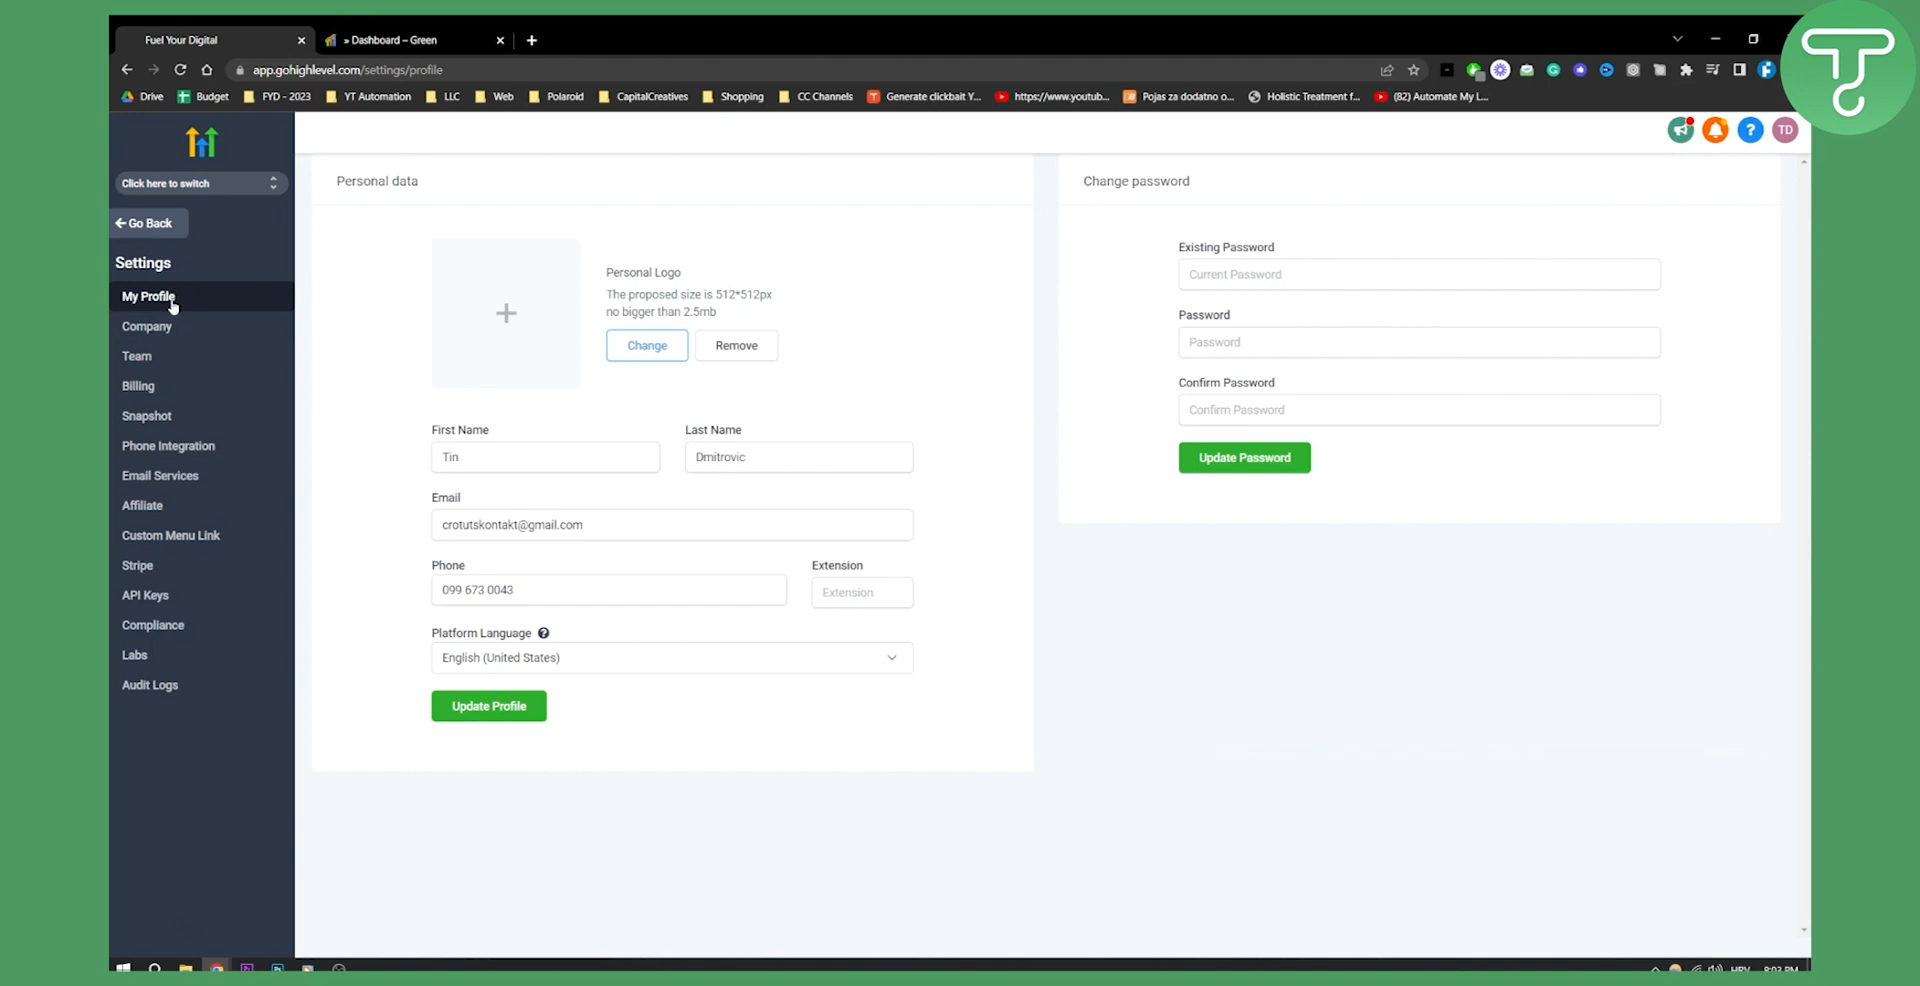 Fuel Your Digital
» Dashboard – Green
app.gohighlevel.com/settings/profile
Drive Budget FYD - 2023 YT Automation LLC Web Polaroid CapitalCreatives Shopping CC Channels Generate clickbait Y... https://www.youtub... Pojas za dodatno o... Holistic Treatment f... (82) Automate My L...
TD
Click here to switch
Go Back
Settings
My Profile
Company
Team
Billing
Snapshot
Phone Integration
Email Services
Affiliate
Custom Menu Link
Stripe
API Keys
Compliance
Labs
Audit Logs
Personal data
Personal Logo
The proposed size is 512*512px
no bigger than 2.5mb
Change Remove
First Name Last Name
Tin Dmitrovic
Email
crotutskontakt@gmail.com
Phone Extension
099 673 0043 Extension
Platform Language ?
English (United States)
Update Profile
Change password
Existing Password
Current Password
Password
Password
Confirm Password
Confirm Password
Update Password
HRV 8:03 PM